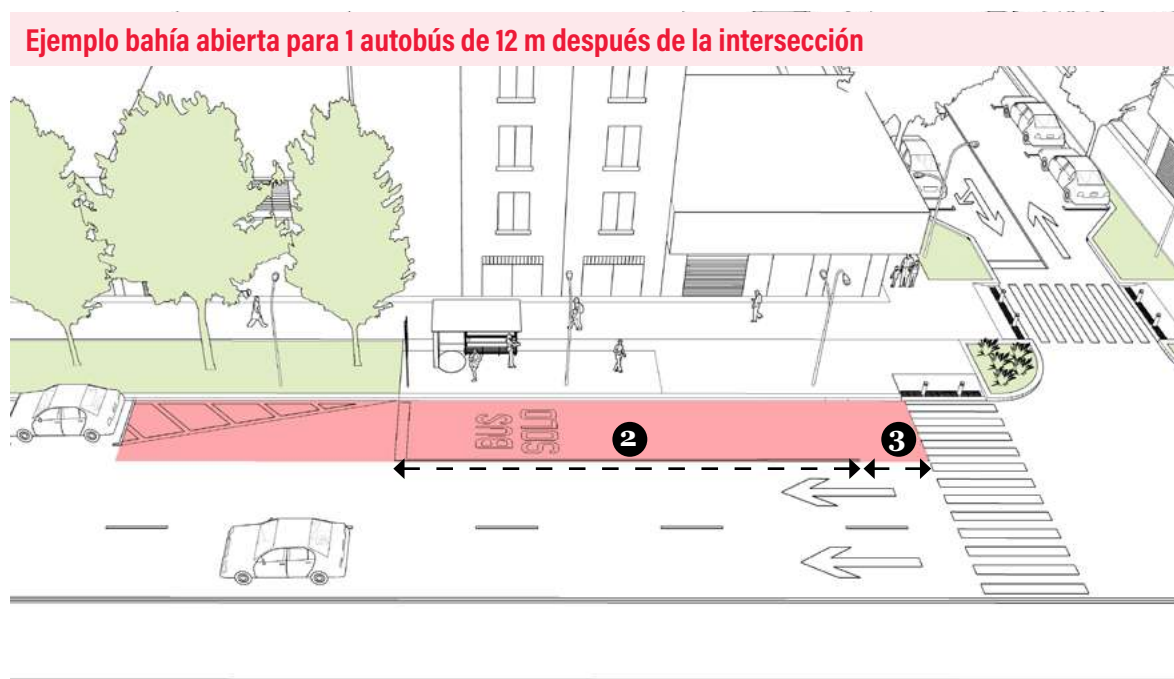 Ejemplo bahía abierta para 1 autobús de 12 m después de la intersección
BUS
SOLO
2
3